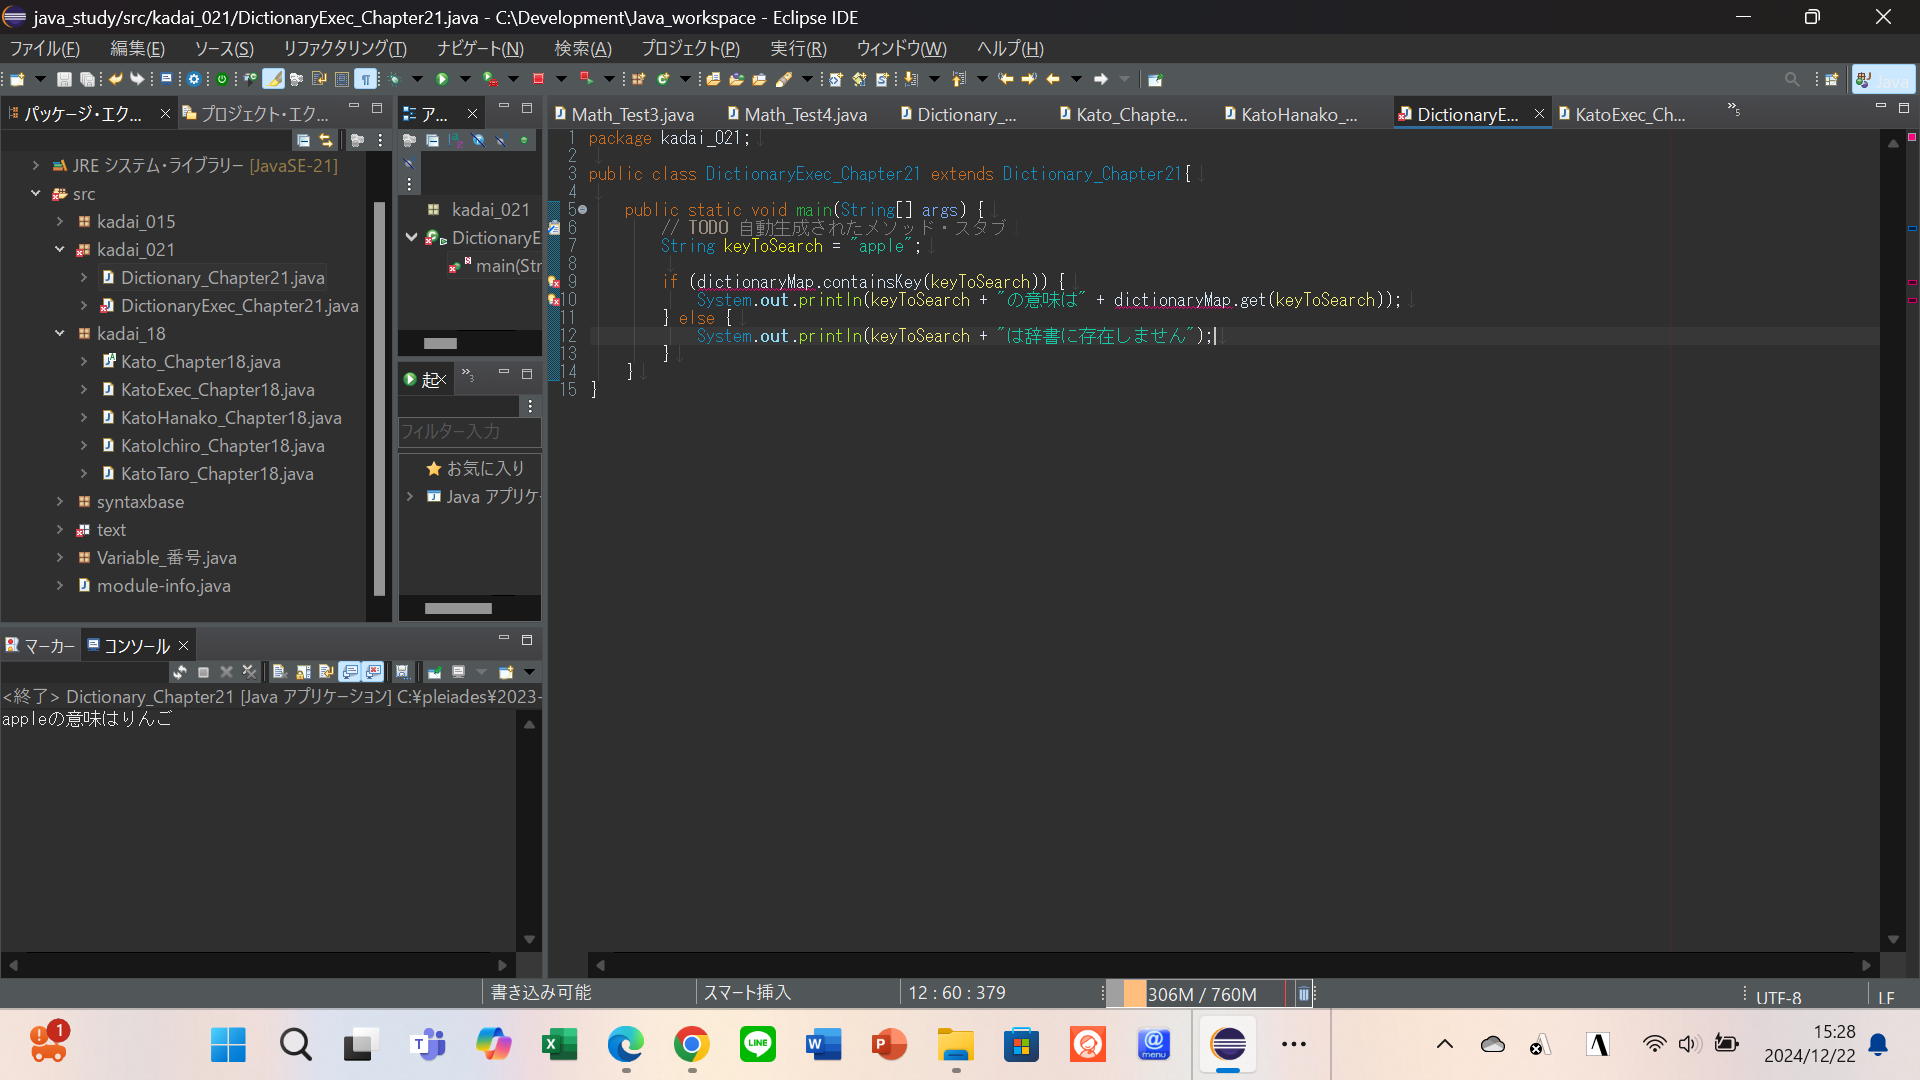 java_study/src/kadai_021/DictionaryExec_Chapter21.java - C:\Development\Java_workspace - Eclipse IDE
ファイル(F) 編集(E) ソース(S) リファクタリング(T) ナビゲート(N) 検索(A) プロジェクト(P) 実行(R) ウィンドウ(W) ヘルプ(H)
パッケージ・エク...
プロジェクト・エク...
JRE システム・ライブラリー [JavaSE-21]
src
kadai_015
kadai_021
Dictionary_Chapter21.java
DictionaryExec_Chapter21.java
kadai_18
Kato_Chapter18.java
KatoExec_Chapter18.java
KatoHanako_Chapter18.java
KatoIchiro_Chapter18.java
KatoTaro_Chapter18.java
syntaxbase
text
Variable_番号.java
module-info.java
ア...
kadai_021
DictionaryE
main(Str
起
3
フィルター入力
お気に入り
Java アプリケ-
Math_Test3.java Math_Test4.java Dictionary_... Kato_Chapte... KatoHanako_... DictionaryE... KatoExec_Ch... 5
1 package kadai_021;
2
3 public class DictionaryExec_Chapter21 extends Dictionary_Chapter21{
4
5 public static void main(String[] args) {
6 // TODO 自動生成されたメソッド・スタブ
7 String keyToSearch = "apple";
8
9 if (dictionaryMap.containsKey(keyToSearch)) {
10 System.out.println(keyToSearch + "の意味は" + dictionaryMap.get(keyToSearch));
11 } else {
12 System.out.println(keyToSearch + "は辞書に存在しません");
13 }
14 }
15 }
マーカー コンソール
<終了> Dictionary_Chapter21 [Java アプリケーション] C:¥pleiades¥2023-
appleの意味はりんご
書き込み可能 スマート挿入 12 : 60 : 379 306M / 760M UTF-8 LF
1
menu
15:28
2024/12/22